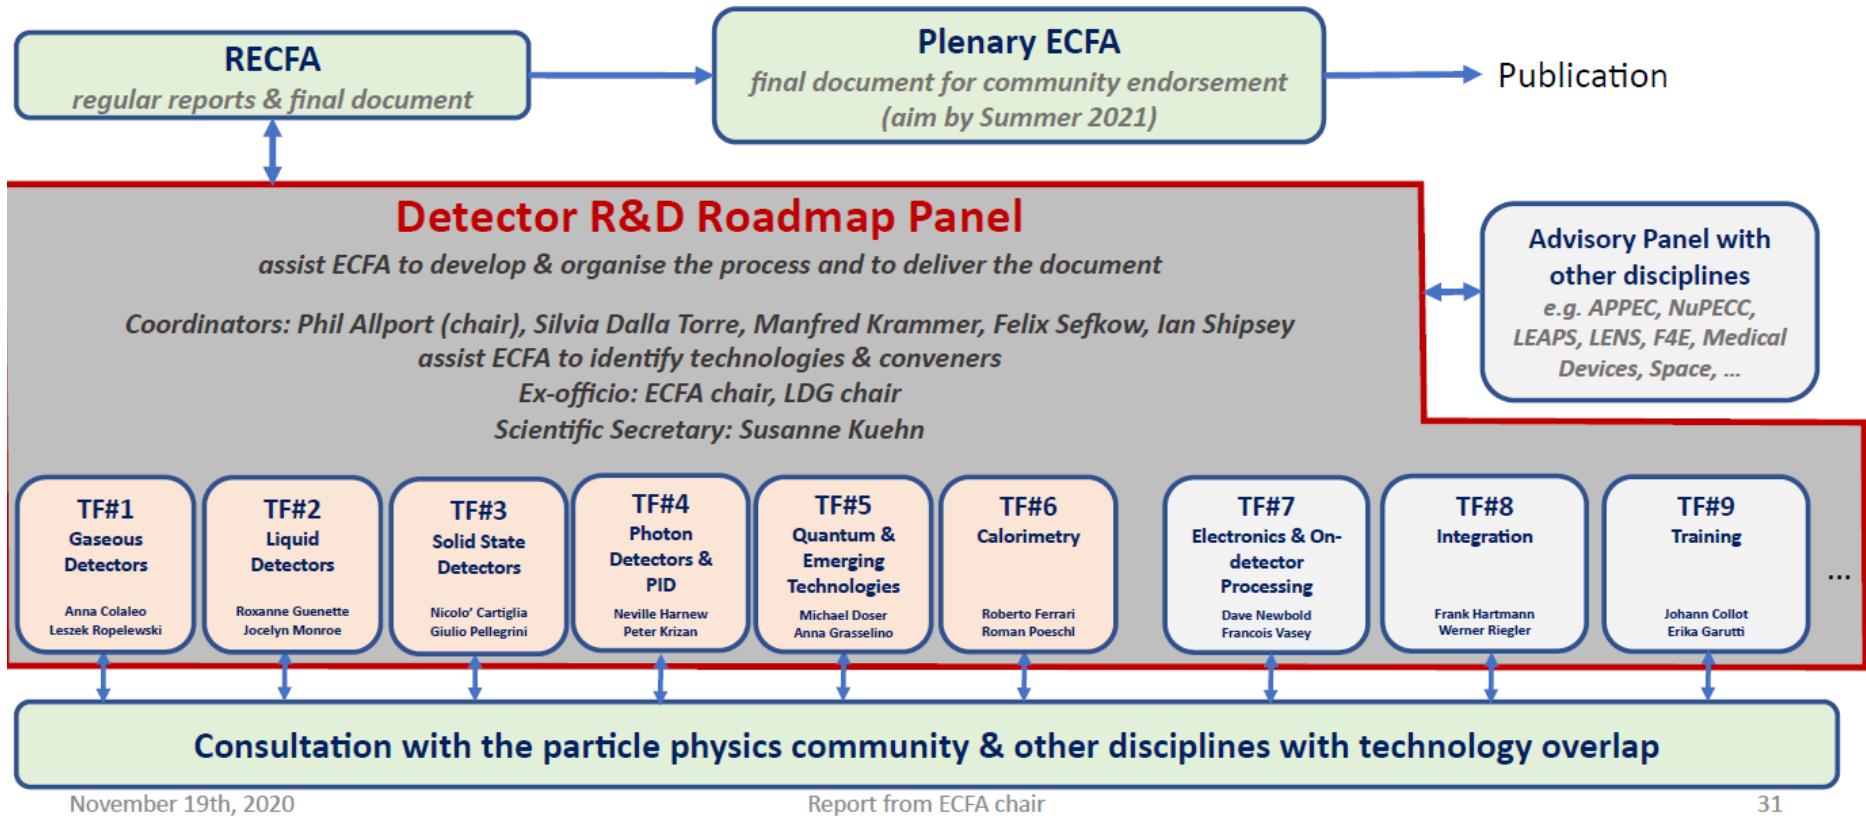 RECFA
regular reports & final document
Plenary ECFA
final document for community endorsement
(aim by Summer 2021)
Publication
Detector R&D Roadmap Panel
assist ECFA to develop & organise the process and to deliver the document
Coordinators: Phil Allport (chair), Silvia Dalla Torre, Manfred Krammer, Felix Sefkow, Ian Shipsey
assist ECFA to identify technologies & conveners
Ex-officio: ECFA chair, LDG chair
Scientific Secretary: Susanne Kuehn
Advisory Panel with
other disciplines
e.g. APPEC, NuPECC,
LEAPS, LENS, F4E, Medical
Devices, Space, ...
TF#1
Gaseous
Detectors
Anna Colaleo
Leszek Ropelewski
TF#2
Liquid
Detectors
Roxanne Guenette
Jocelyn Monroe
TF#3
Solid State
Detectors
Nicolo' Cartiglia
Giulio Pellegrini
TF#4
Photon
Detectors &
PID
Neville Harnew
Peter Krizan
TF#5
Quantum &
Emerging
Technologies
Michael Doser
Anna Grasselino
TF#6
Calorimetry
Roberto Ferrari
Roman Poeschl
TF#7
Electronics & On-
detector
Processing
Dave Newbold
Francois Vasey
TF#8
Integration
Frank Hartmann
Werner Riegler
TF#9
Training
Johann Collot
Erika Garutti
...
Consultation with the particle physics community & other disciplines with technology overlap
November 19th, 2020
Report from ECFA chair
31